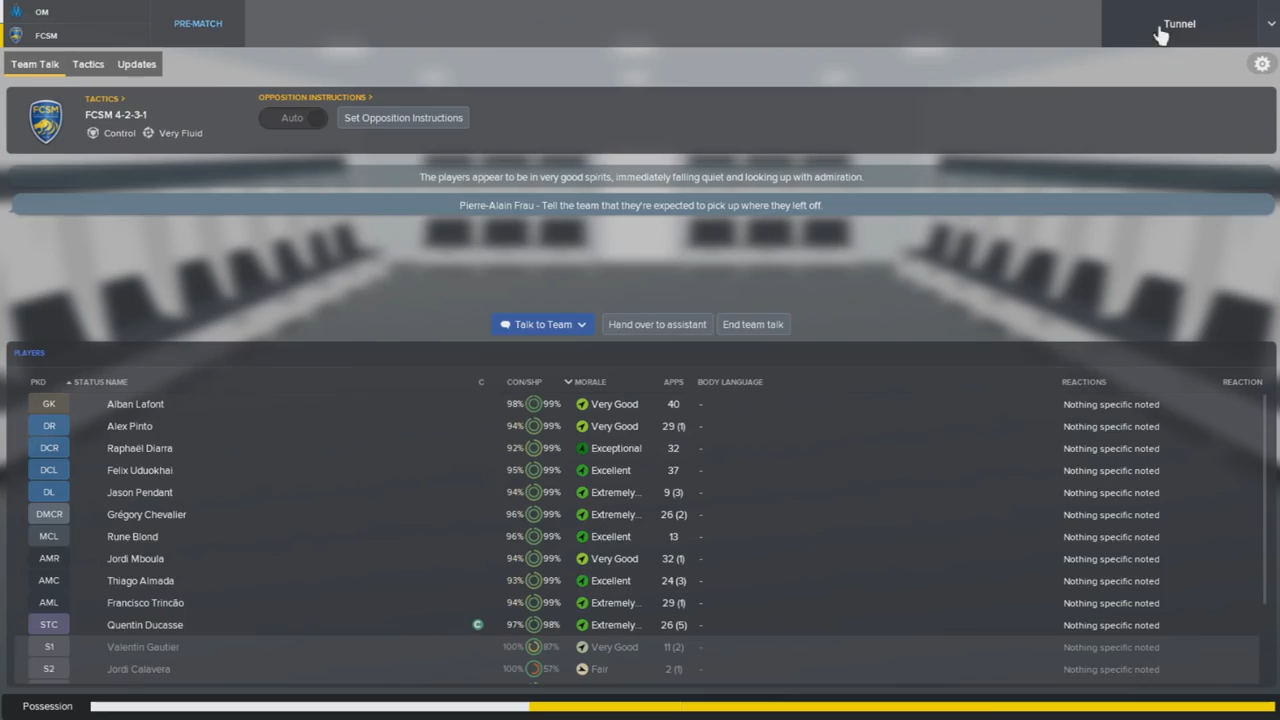 OM
FCSM
PRE-MATCH
Tunnel
Team Talk Tactics Updates
TACTICS >
FCSM 4-2-3-1
Control Very Fluid
OPPOSITION INSTRUCTIONS >
Auto Set Opposition Instructions
FCSM
The players appear to be in very good spirits, immediately falling quiet and looking up with admiration.
Pierre-Alain Frau - Tell the team that they're expected to pick up where they left off.
Talk to Team Hand over to assistant End team talk
PLAYERS
PKD STATUS NAME C CON/SHP MORALE APPS BODY LANGUAGE REACTIONS REACTION
GK Alban Lafont 98% 99% Very Good 40 - Nothing specific noted
DR Alex Pinto 94% 99% Very Good 29 (1) - Nothing specific noted
DCR Raphaël Diarra 92% 99% Exceptional 32 - Nothing specific noted
DCL Felix Uduokhai 95% 99% Excellent 37 - Nothing specific noted
DL Jason Pendant 94% 99% Extremely... 9 (3) - Nothing specific noted
DMCR Grégory Chevalier 96% 99% Extremely... 26 (2) - Nothing specific noted
MCL Rune Blond 96% 99% Excellent 13 - Nothing specific noted
AMR Jordi Mboula 94% 99% Very Good 32 (1) - Nothing specific noted
AMC Thiago Almada 93% 99% Excellent 24 (3) - Nothing specific noted
AML Francisco Trincão 94% 99% Extremely... 29 (1) - Nothing specific noted
STC Quentin Ducasse C 97% 98% Extremely... 26 (5) - Nothing specific noted
S1 Valentin Gautier 100% 87% Very Good 11 (2) - Nothing specific noted
S2 Jordi Calavera 100% 57% Fair 2 (1) - Nothing specific noted
Possession